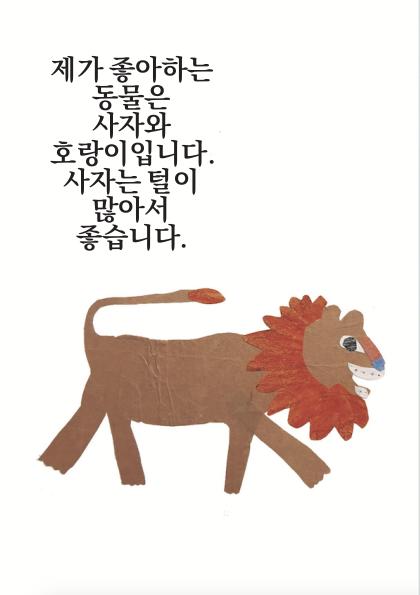 제가 좋아하는
동물은
사자와
호랑이입니다.
사자는 털이
많아서
좋습니다.